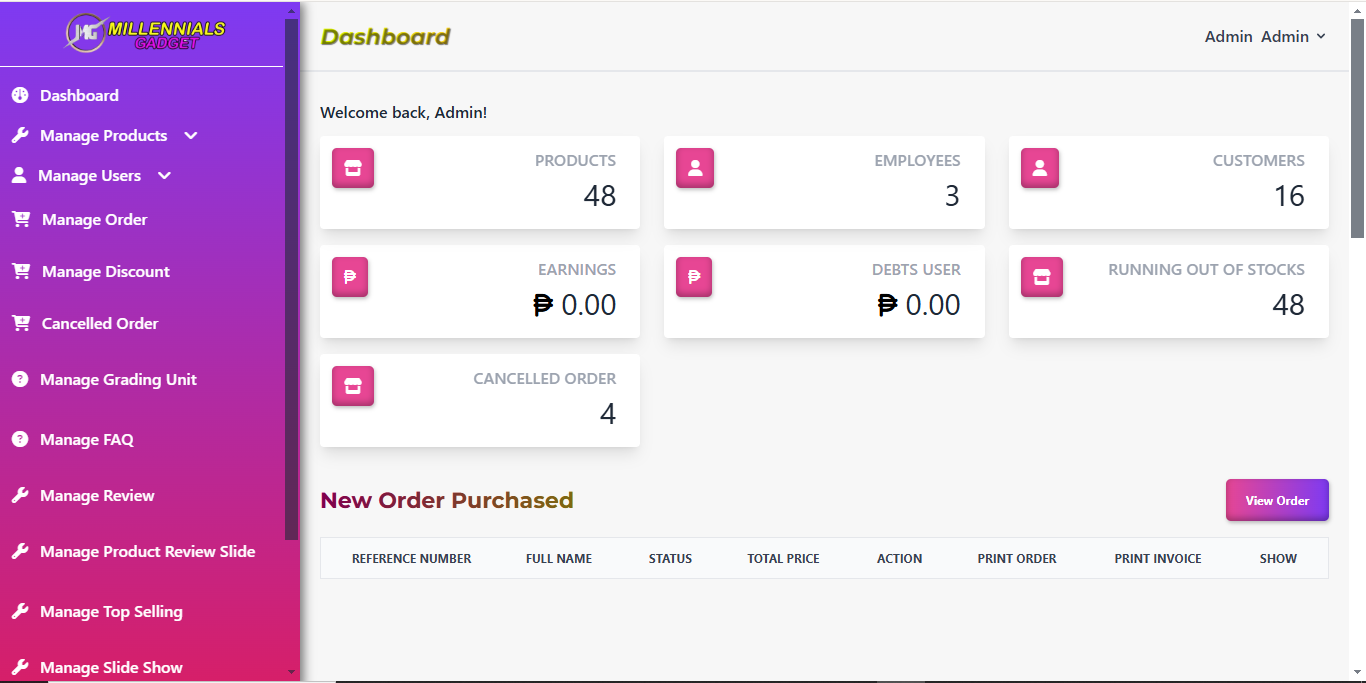 MG MILLENNIALS
GADGET
Dashboard
Manage Products
Manage Users
Manage Order
Manage Discount
Cancelled Order
Manage Grading Unit
Manage FAQ
Manage Review
Manage Product Review Slide
Manage Top Selling
Manage Slide Show
Dashboard
Admin Admin
Welcome back, Admin!
PRODUCTS
48
EMPLOYEES
3
CUSTOMERS
16
EARNINGS
₱ 0.00
DEBTS USER
₱ 0.00
RUNNING OUT OF STOCKS
48
CANCELLED ORDER
4
New Order Purchased
View Order
REFERENCE NUMBER FULL NAME STATUS TOTAL PRICE ACTION PRINT ORDER PRINT INVOICE SHOW